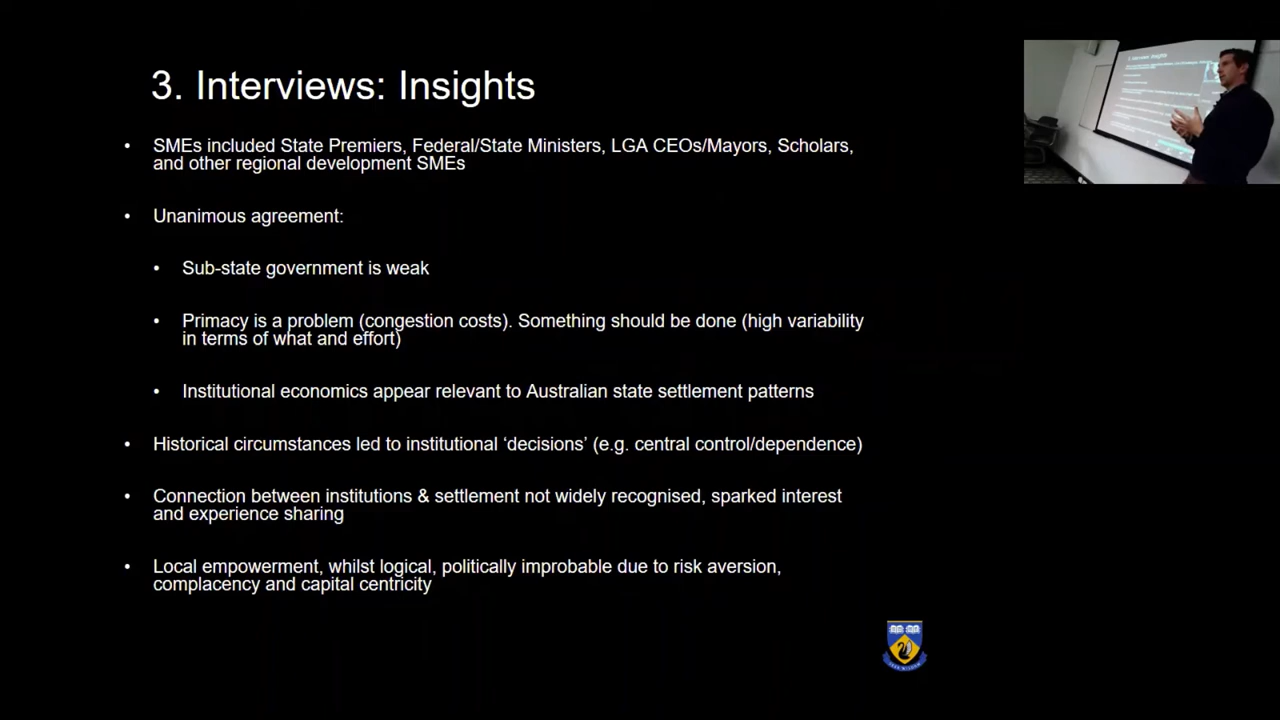 3. Interviews: Insights
• SMEs included State Premiers, Federal/State Ministers, LGA CEOs/Mayors, Scholars,
and other regional development SMEs
• Unanimous agreement:
• Sub-state government is weak
• Primacy is a problem (congestion costs). Something should be done (high variability
in terms of what and effort)
• Institutional economics appear relevant to Australian state settlement patterns
• Historical circumstances led to institutional ‘decisions’ (e.g. central control/dependence)
• Connection between institutions & settlement not widely recognised, sparked interest
and experience sharing
• Local empowerment, whilst logical, politically improbable due to risk aversion,
complacency and capital centricity
3. Interviews: Insights